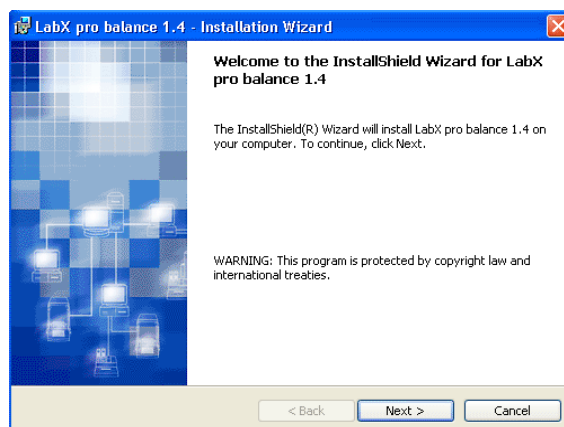 LabX pro balance 1.4 - Installation Wizard
Welcome to the InstallShield Wizard for LabX
pro balance 1.4
The InstallShield(R) Wizard will install LabX pro balance 1.4 on
your computer. To continue, click Next.
WARNING: This program is protected by copyright law and
international treaties.
< Back Next > Cancel